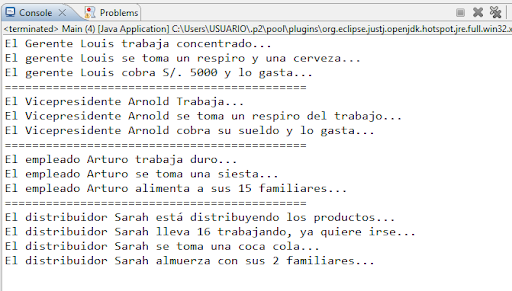 Console
Problems
<terminated> Main (4) [Java Application] C:\Users\USUARIO\.p2\pool\plugins\org.eclipse.justj.openjdk.hotspot.jre.full.win32.x
El Gerente Louis trabaja concentrado...
El gerente Louis se toma un respiro y una cerveza...
El gerente Louis cobra S/. 5000 y lo gasta...
==========================================
El Vicepresidente Arnold Trabaja...
El Vicepresidente Arnold se toma un respiro del trabajo...
El Vicepresidente Arnold cobra su sueldo y lo gasta...
==========================================
El empleado Arturo trabaja duro...
El empleado Arturo se toma una siesta...
El empleado Arturo alimenta a sus 15 familiares...
==========================================
El distribuidor Sarah está distribuyendo los productos...
El distribuidor Sarah lleva 16 trabajando, ya quiere irse...
El distribuidor Sarah se toma una coca cola...
El distribuidor Sarah almuerza con sus 2 familiares...